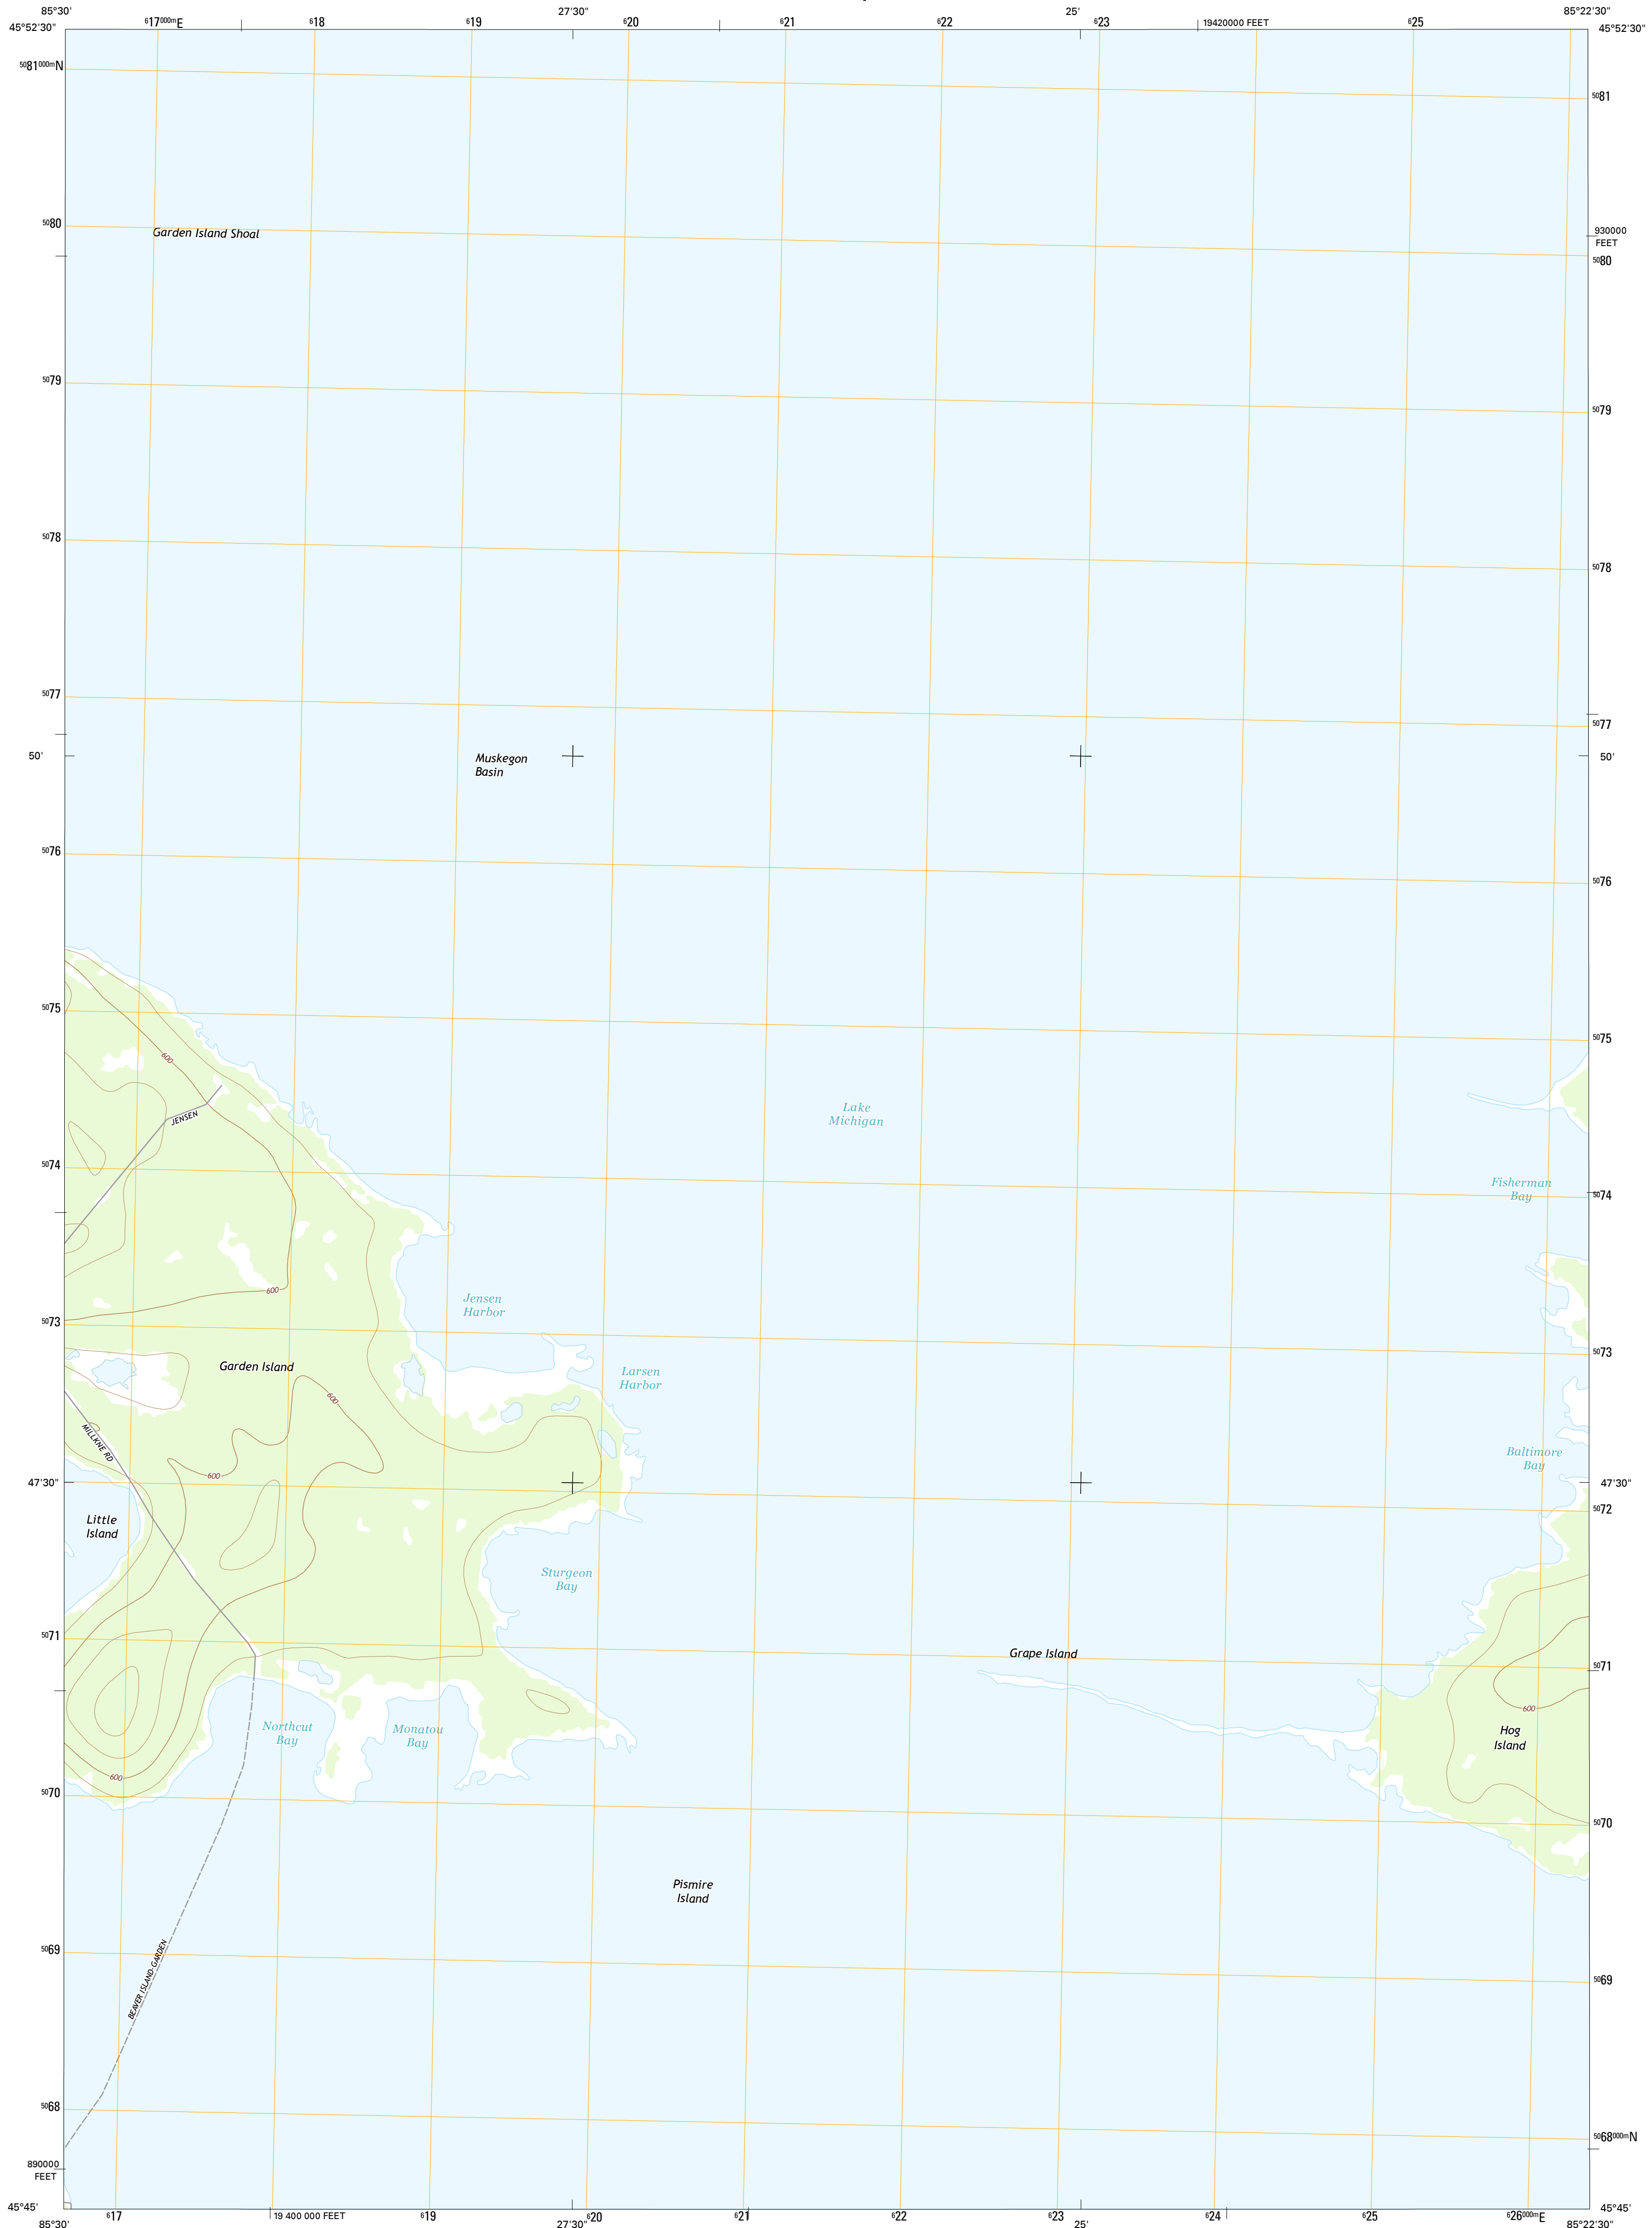 85°30' 617000mE 618 619 27'30" 620 621 622 25' 623 19420000 FEET 625 85°22'30"
45°52'30" 45°52'30"
5081000mN 5081
5080 Garden Island Shoal 930000
FEET
5080
5079 5079
5078 5078
5077 5077
50' Muskegon 50'
Basin
5076 5076
5075 5075
600
JENSEN Lake
Michigan
5074 Fisherman 5074
Bay
600 Jensen
Harbor
5073 5073
Garden Island Larsen
Harbor
600
MILLKNE RD Baltimore
Bay
600
47'30" 47'30"
5072
Little
Island
Sturgeon
Bay
5071 Grape Island 5071
600
Northcut Monatou Hog
Bay Bay Island
600
5070 5070
Pismire
Island
5069 5069
BEAVER ISLAND-GARDEN
5068 5068000mN
890000
FEET
45°45' 45°45'
85°30' 617 19 400 000 FEET 619 27'30" 620 621 622 623 25' 624 625 626000mE 85°22'30"